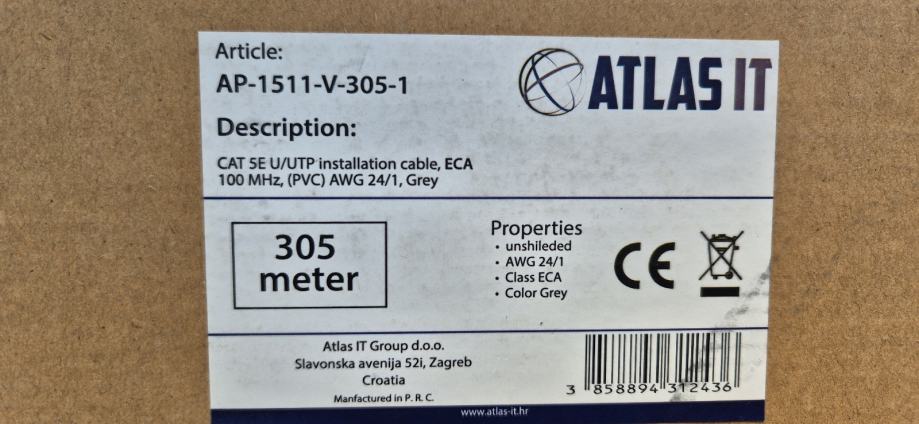 Article:
AP-1511-V-305-1
ATLAS IT
Description:
CAT 5E U/UTP installation cable, ECA
100 MHz, (PVC) AWG 24/1, Grey
305
meter
Properties
• unshileded
• AWG 24/1
• Class ECA
• Color Grey
CE
Atlas IT Group d.o.o.
Slavonska avenija 52i, Zagreb
Croatia
Manfactured in P. R. C.
3 858894 312436
www.atlas-it.hr